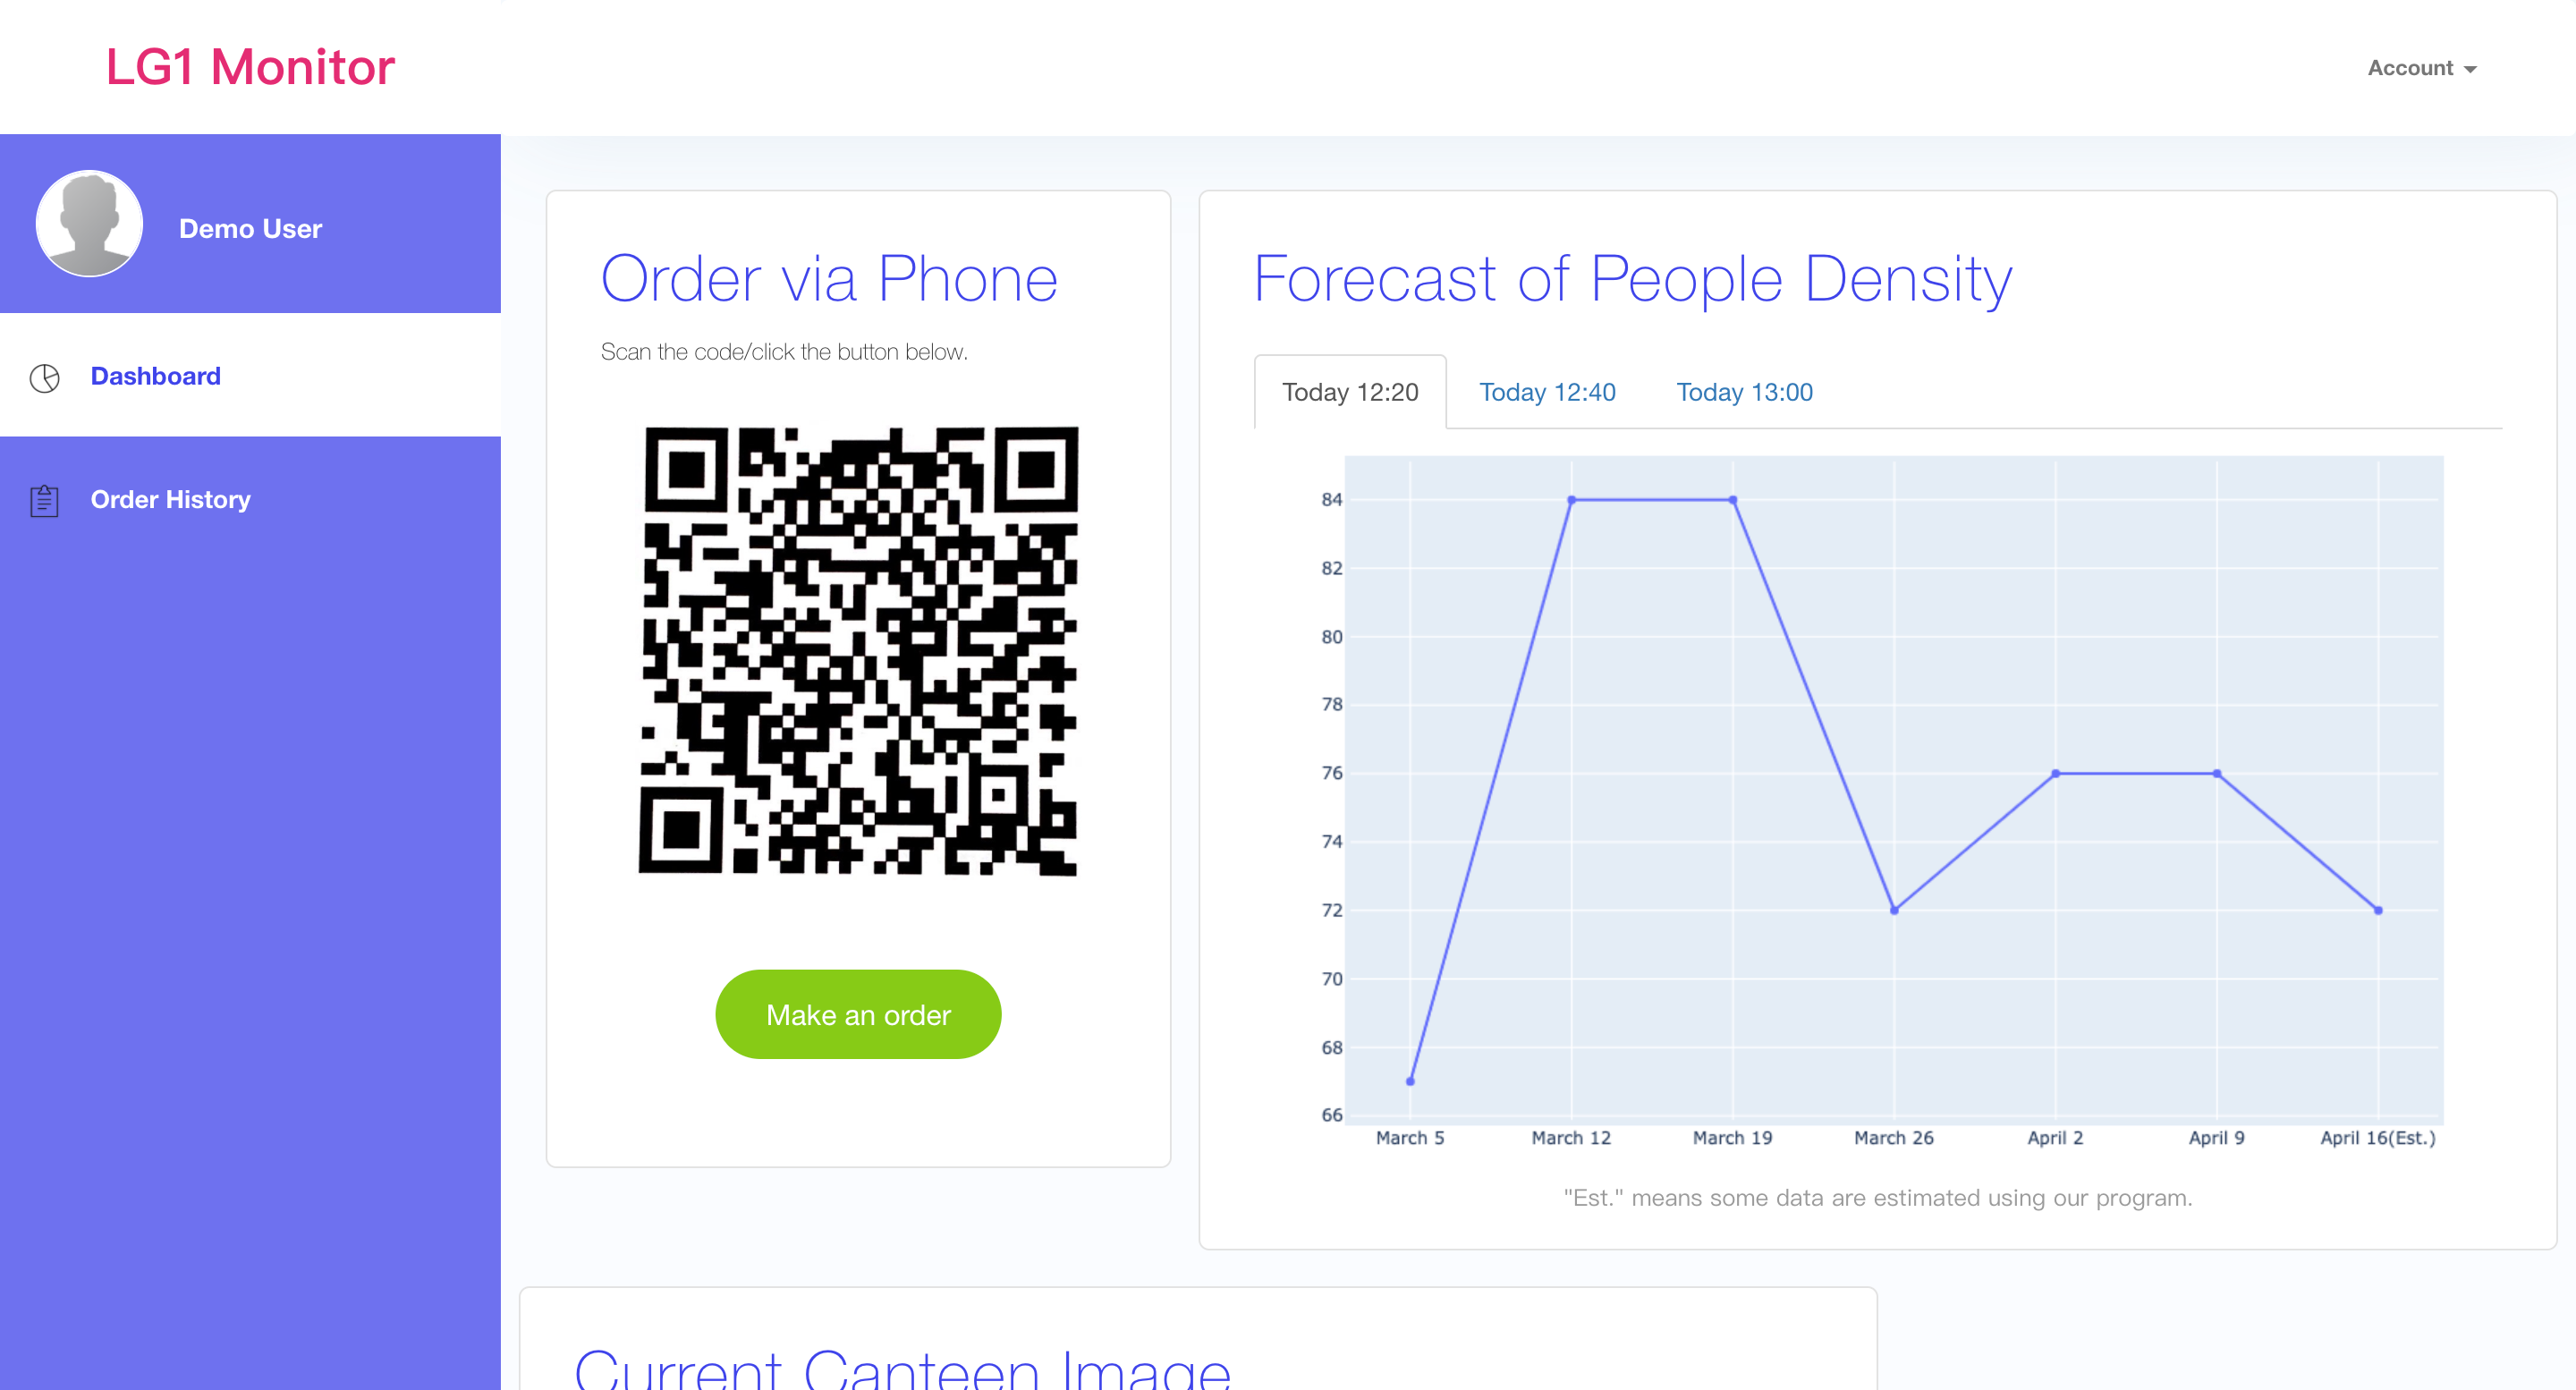 LG1 Monitor
Account
Demo User
Dashboard
Order History
Order via Phone
Scan the code/click the button below.
Make an order
Forecast of People Density
Today 12:20 Today 12:40 Today 13:00
84
82
80
78
76
74
72
70
68
66
March 5 March 12 March 19 March 26 April 2 April 9 April 16(Est.)
"Est." means some data are estimated using our program.
Current Canteen Image